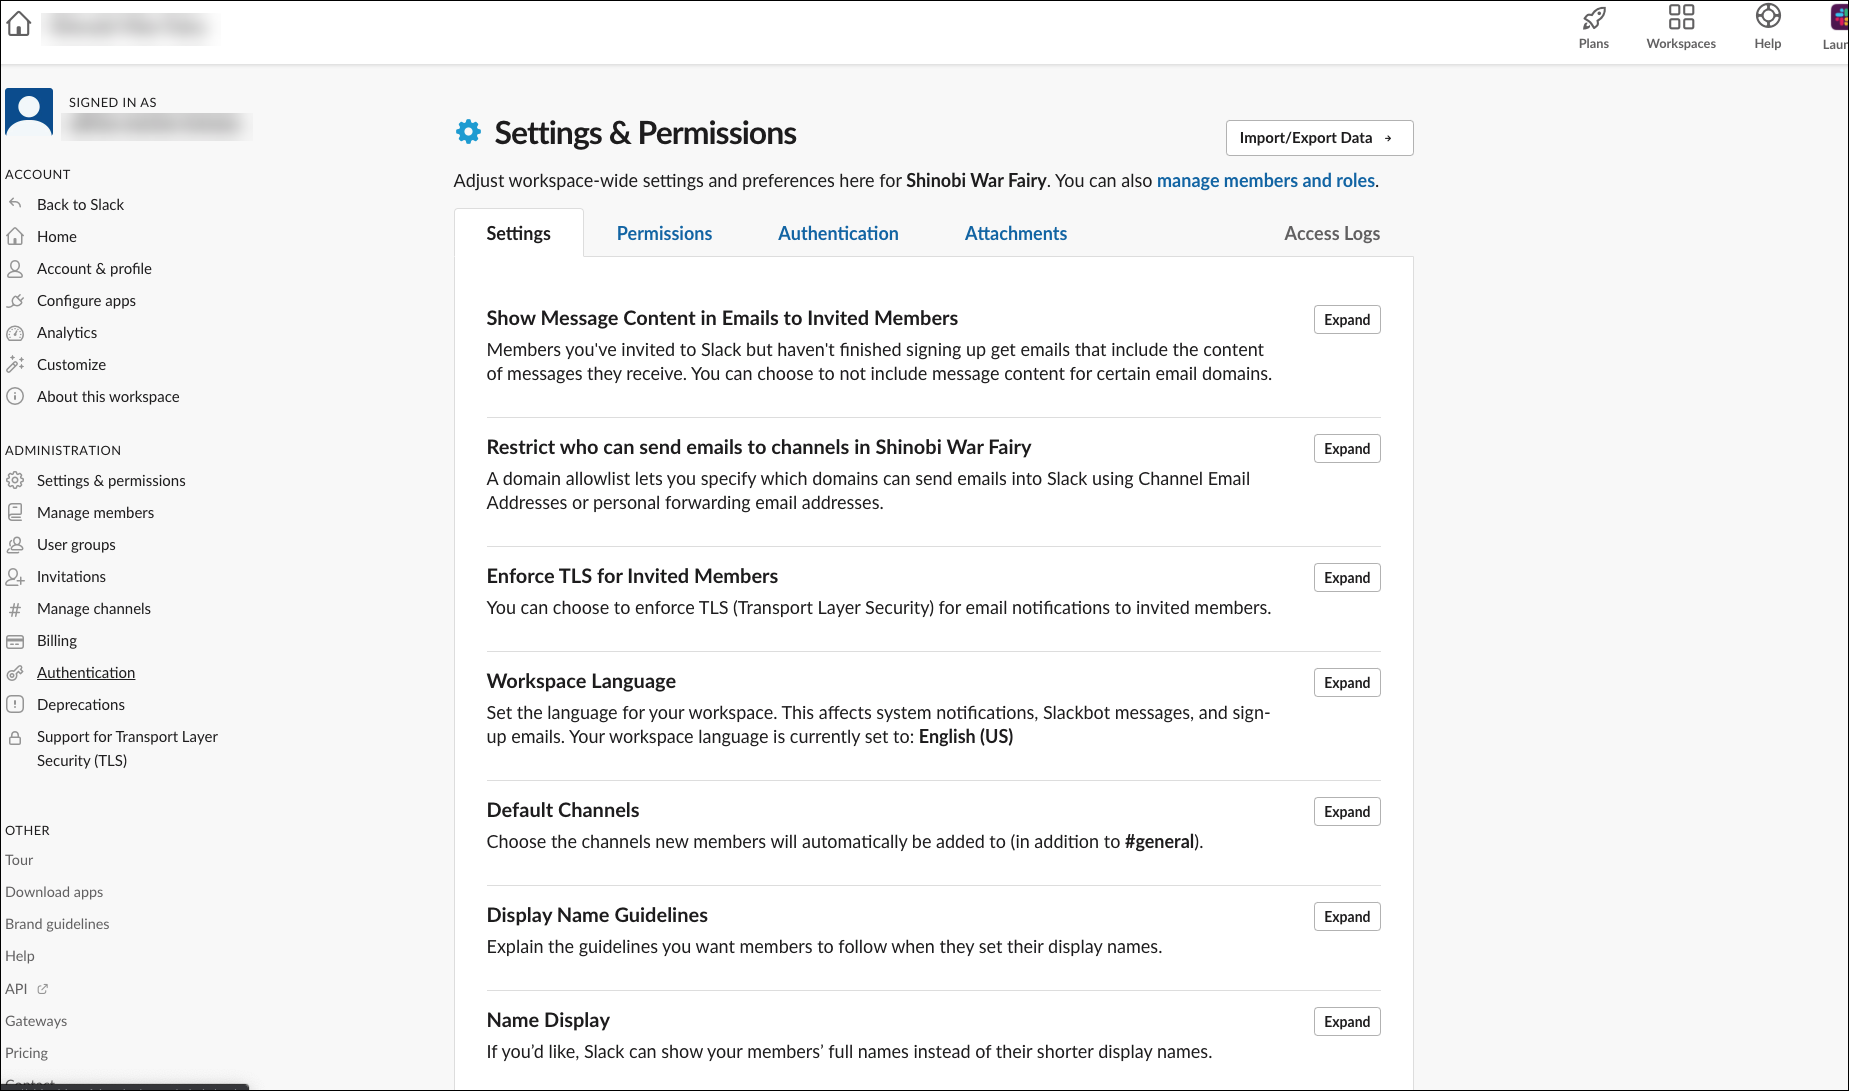 Plans
Workspaces
Help
Laun
SIGNED IN AS
ACCOUNT
Back to Slack
Home
Account & profile
Configure apps
Analytics
Customize
About this workspace
ADMINISTRATION
Settings & permissions
Manage members
User groups
Invitations
Manage channels
Billing
Authentication
Deprecations
Support for Transport Layer
Security (TLS)
OTHER
Tour
Download apps
Brand guidelines
Help
API
Gateways
Pricing
Settings & Permissions
Import/Export Data →
Adjust workspace-wide settings and preferences here for Shinobi War Fairy. You can also manage members and roles.
Settings
Permissions
Authentication
Attachments
Access Logs
Show Message Content in Emails to Invited Members
Expand
Members you've invited to Slack but haven't finished signing up get emails that include the content
of messages they receive. You can choose to not include message content for certain email domains.
Restrict who can send emails to channels in Shinobi War Fairy
Expand
A domain allowlist lets you specify which domains can send emails into Slack using Channel Email
Addresses or personal forwarding email addresses.
Enforce TLS for Invited Members
Expand
You can choose to enforce TLS (Transport Layer Security) for email notifications to invited members.
Workspace Language
Expand
Set the language for your workspace. This affects system notifications, Slackbot messages, and sign-
up emails. Your workspace language is currently set to: English (US)
Default Channels
Expand
Choose the channels new members will automatically be added to (in addition to #general).
Display Name Guidelines
Expand
Explain the guidelines you want members to follow when they set their display names.
Name Display
Expand
If you’d like, Slack can show your members’ full names instead of their shorter display names.